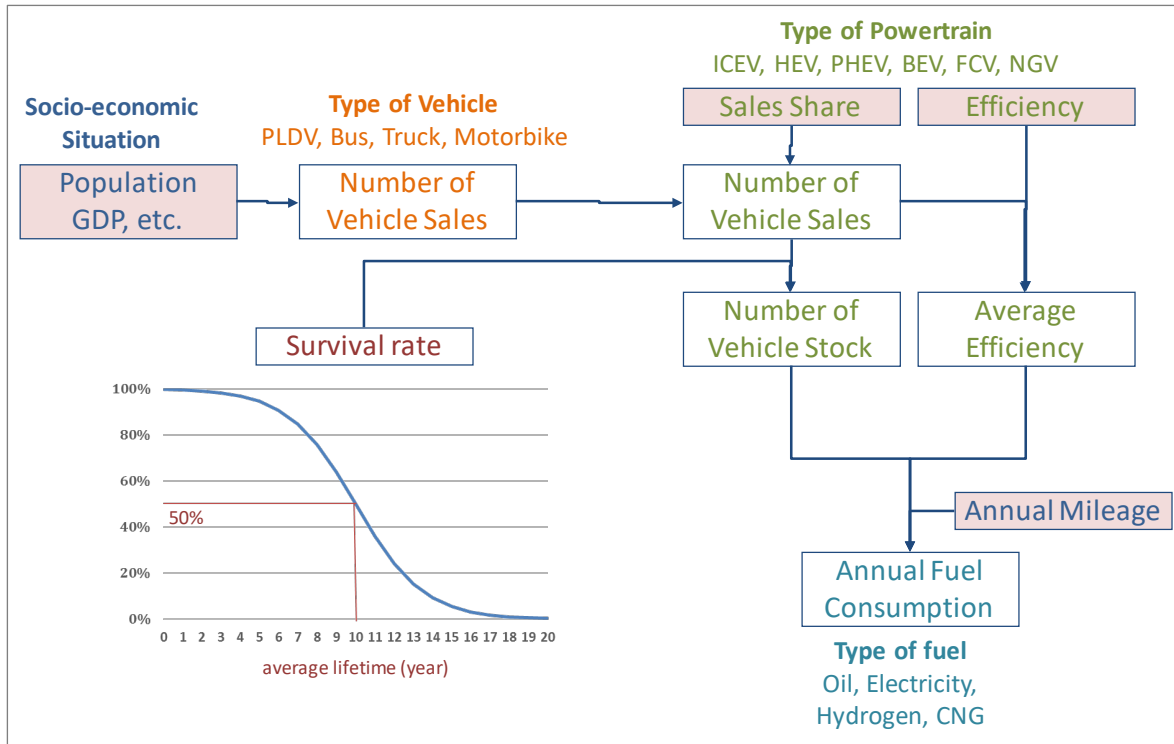 Type of Powertrain
ICEV, HEV, PHEV, BEV, FCV, NGV
Socio-economic
Situation
Type of Vehicle
PLDV, Bus, Truck, Motorbike
Sales Share
Efficiency
Population
GDP, etc.
Number of
Vehicle Sales
Number of
Vehicle Sales
Survival rate
Number of
Vehicle Stock
Average
Efficiency
100%
80%
60%
50%
40%
20%
0%
0 1 2 3 4 5 6 7 8 9 10 11 12 13 14 15 16 17 18 19 20
average lifetime (year)
Annual Mileage
Annual Fuel
Consumption
Type of fuel
Oil, Electricity,
Hydrogen, CNG